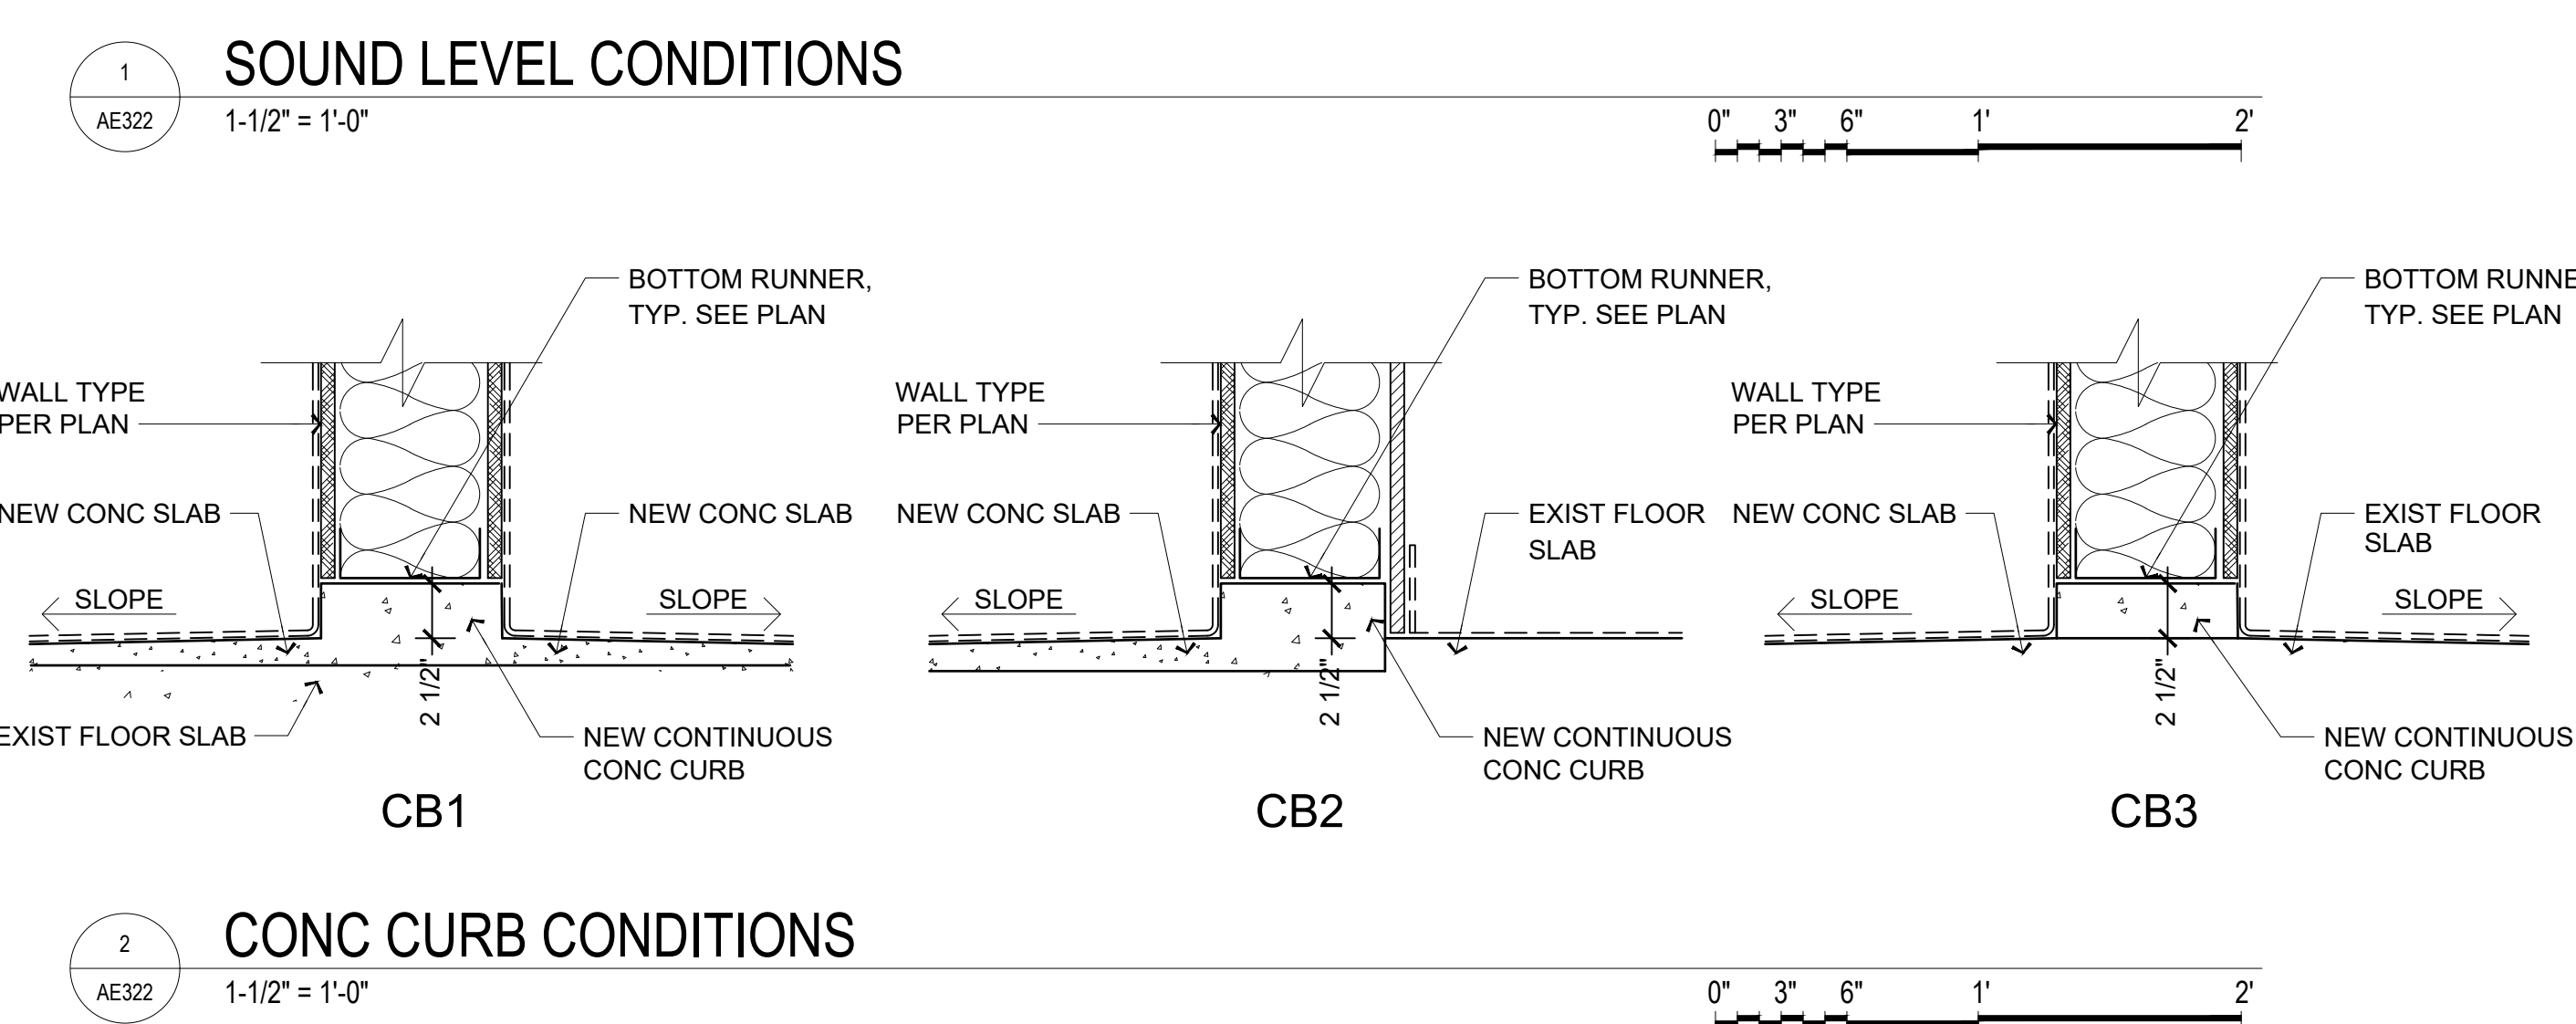 1
SOUND LEVEL CONDITIONS
AE322
1-1/2" = 1'-0"
0" 3" 6" 1' 2'
BOTTOM RUNNER,
TYP. SEE PLAN
WALL TYPE
PER PLAN
NEW CONC SLAB
NEW CONC SLAB
SLOPE
SLOPE
2 1/2"
EXIST FLOOR SLAB
NEW CONTINUOUS
CONC CURB
CB1
BOTTOM RUNNER,
TYP. SEE PLAN
WALL TYPE
PER PLAN
NEW CONC SLAB
EXIST FLOOR
SLAB
SLOPE
2 1/2"
NEW CONTINUOUS
CONC CURB
CB2
BOTTOM RUNNE
TYP. SEE PLAN
WALL TYPE
PER PLAN
NEW CONC SLAB
EXIST FLOOR
SLAB
SLOPE
SLOPE
2 1/2"
NEW CONTINUOUS
CONC CURB
CB3
2
CONC CURB CONDITIONS
AE322
1-1/2" = 1'-0"
0" 3" 6" 1' 2'